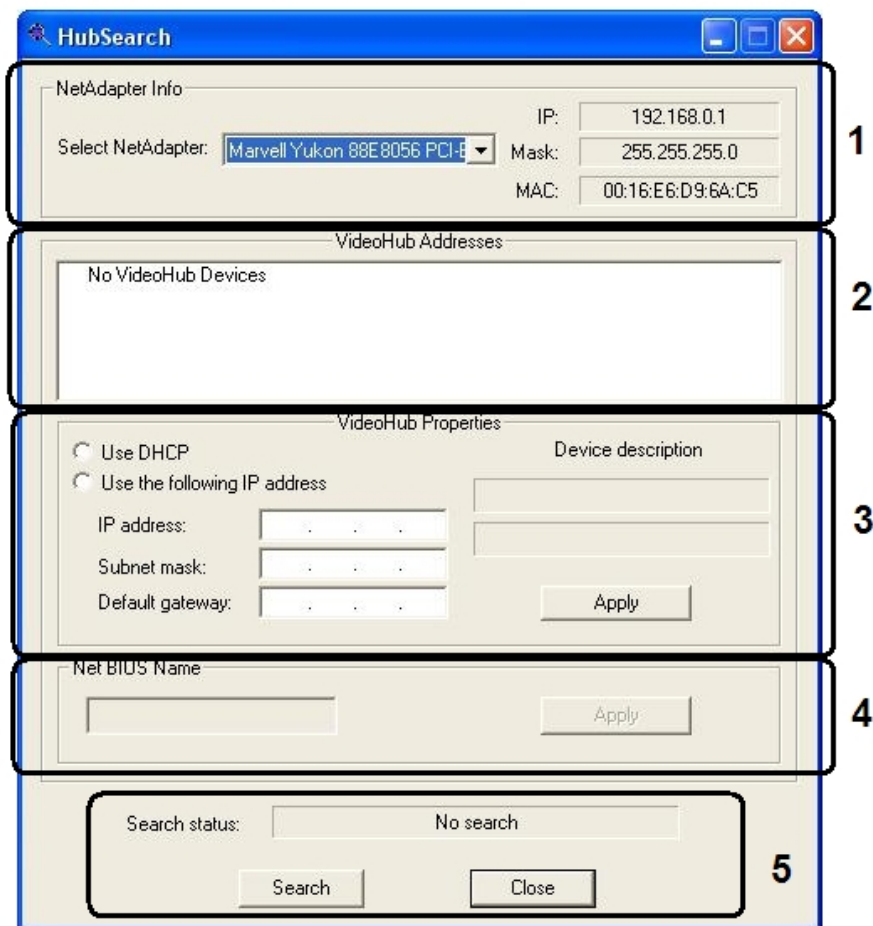 HubSearch
NetAdapter Info
IP: 192.168.0.1
Select NetAdapter: Marvell Yukon 88E8056 PCI-E Mask: 255.255.255.0
MAC: 00:16:E6:D9:6A:C5
1
VideoHub Addresses
No VideoHub Devices
2
VideoHub Properties
Use DHCP Device description
Use the following IP address
IP address: . . .
Subnet mask: . . .
Default gateway: . . . Apply
3
Net BIOS Name
Apply
4
Search status: No search
Search Close
5